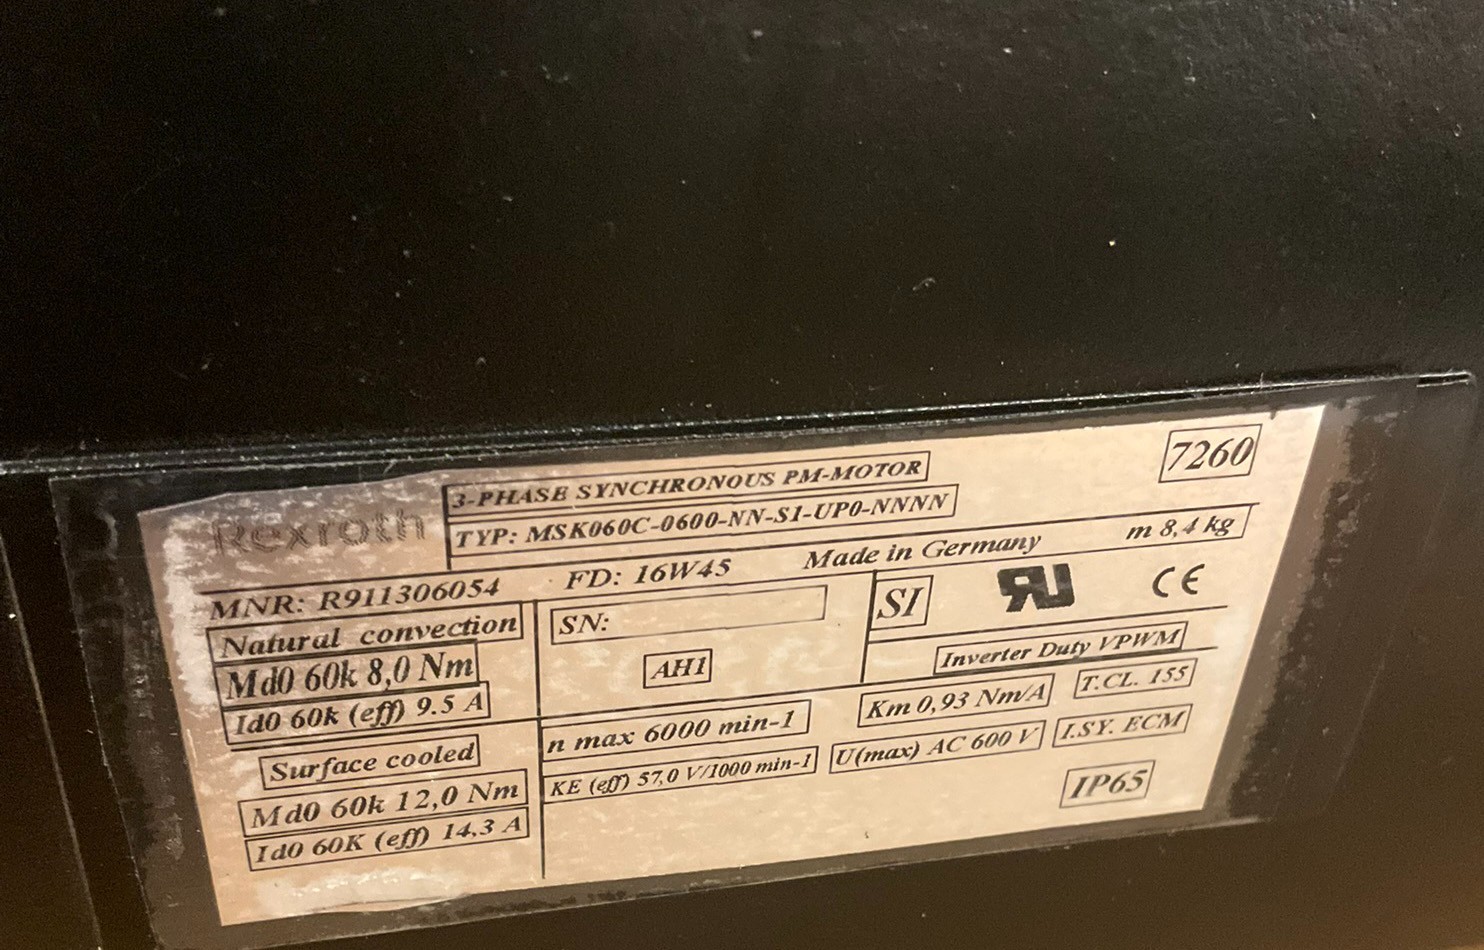 7260
Rexroth
3-PHASE SYNCHRONOUS PM-MOTOR
TYP: MSK060C-0600-NN-S1-UP0-NNNN
MNR: R911306054 FD: 16W45 Made in Germany m 8,4 kg
Natural convection
Md0 60k 8,0 Nm
Id0 60k (eff) 9.5 A
Surface cooled
Md0 60k 12,0 Nm
Id0 60K (eff) 14,3 A
SN:
AH1
SI
RU
CE
Inverter Duty VPWM
n max 6000 min-1
Km 0,93 Nm/A
T.CL. 155
KE (eff) 57,0 V/1000 min-1
U(max) AC 600 V
I.SY. ECM
IP65